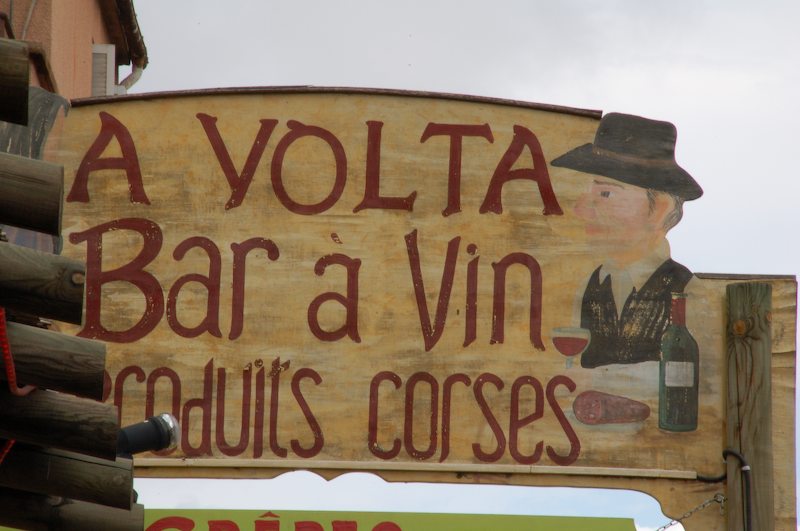 A VOLTA
Bar à Vin
produits corses